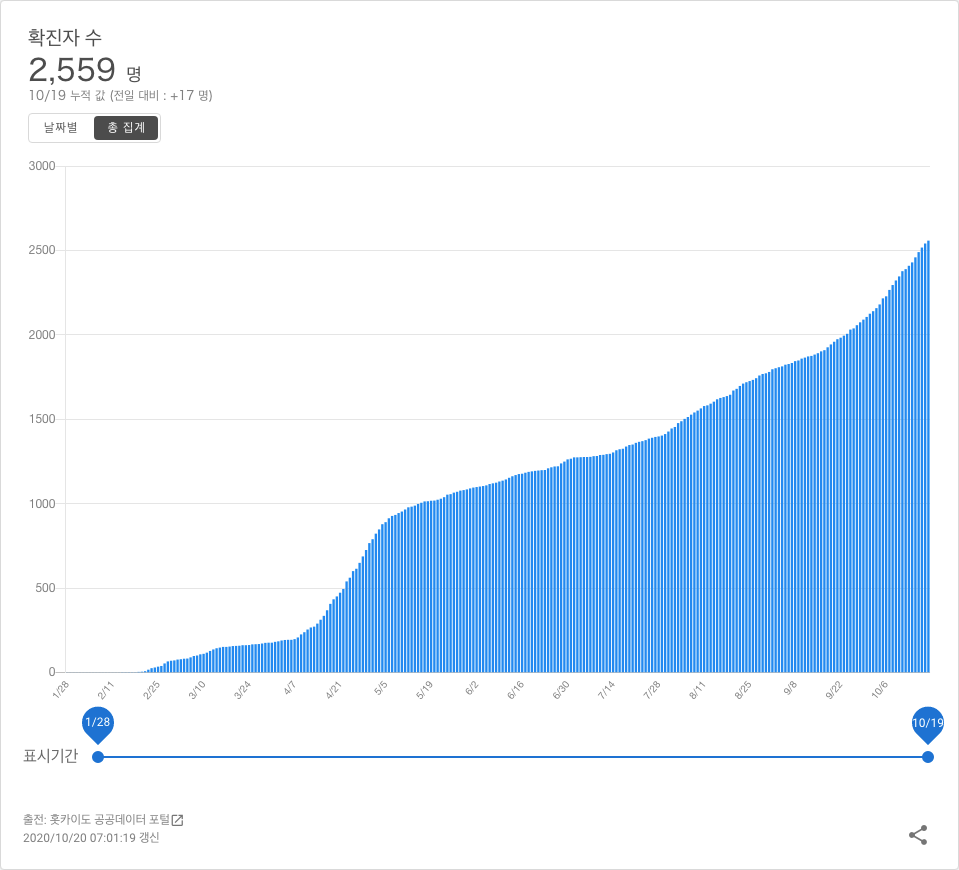 확진자 수
2,559 명
10/19 누적 값 (전일 대비 : +17 명)
날짜별 총 집계
3000
2500
2000
1500
1000
500
0
1/28 2/11 2/25 3/10 3/24 4/7 4/21 5/5 5/19 6/2 6/16 6/30 7/14 7/28 8/11 8/25 9/8 9/22 10/6
1/28 10/19
표시기간
출전: 홋카이도 공공데이터 포털
2020/10/20 07:01:19 갱신